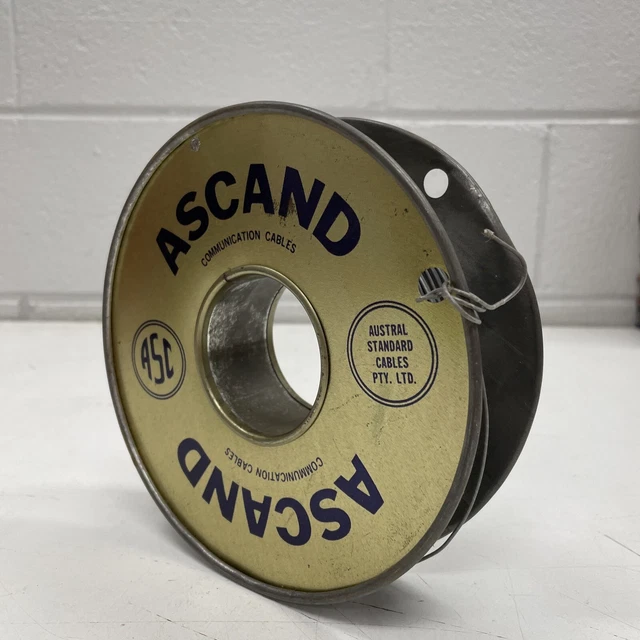 ASCAND
COMMUNICATION CABLES
ASC
AUSTRAL
STANDARD
CABLES
PTY. LTD.
COMMUNICATION CABLES
ASCAND